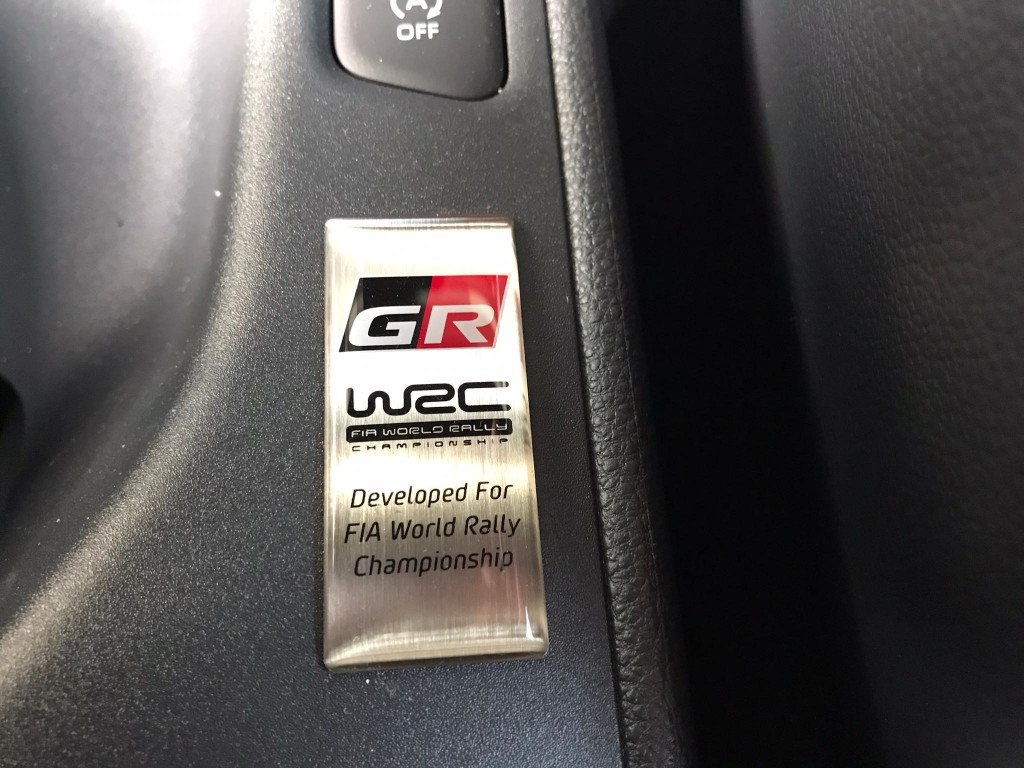 A
OFF
GR
WRC
FIA WORLD RALLY
CHAMPIONSHIP
Developed For
FIA World Rally
Championship